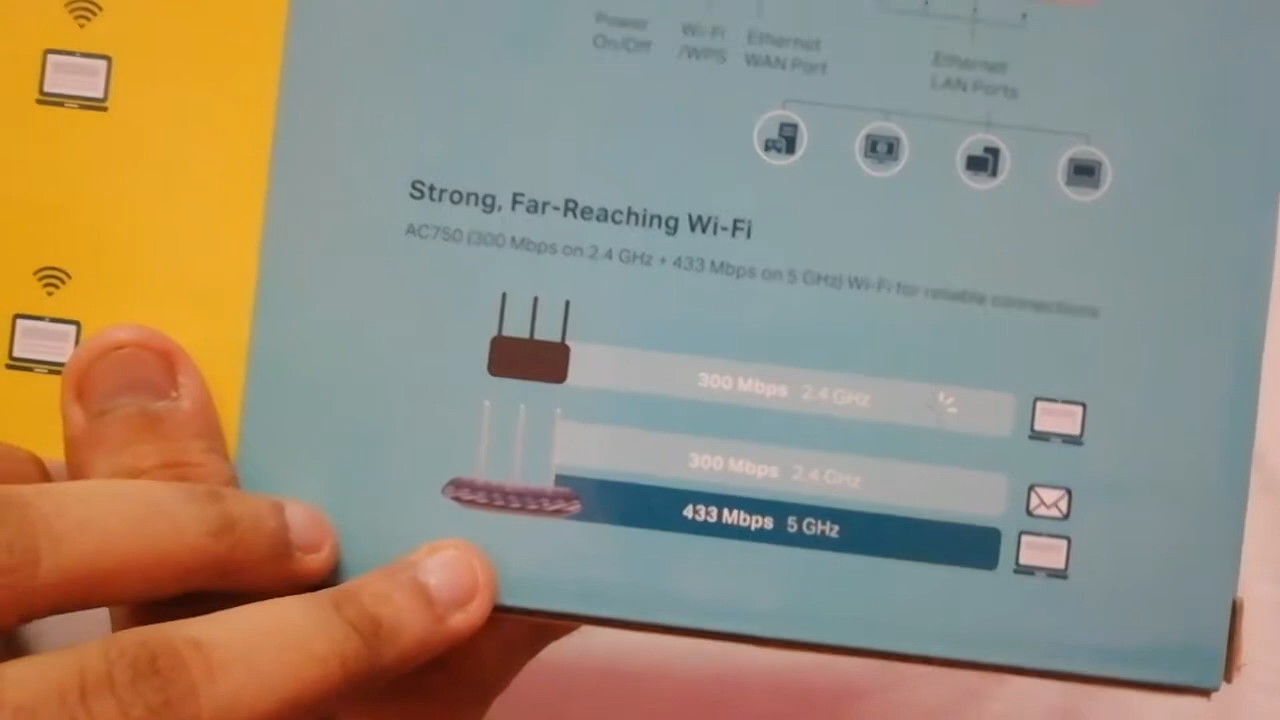 Power
On/Off
Wi-Fi
/WPS
Ethernet
WAN Port
Ethernet
LAN Ports
Strong, Far-Reaching Wi-Fi
AC750 (300 Mbps on 2.4 GHz + 433 Mbps on 5 GHz) Wi-Fi for reliable connections
300 Mbps 2.4 GHz
300 Mbps 2.4 GHz
433 Mbps 5 GHz